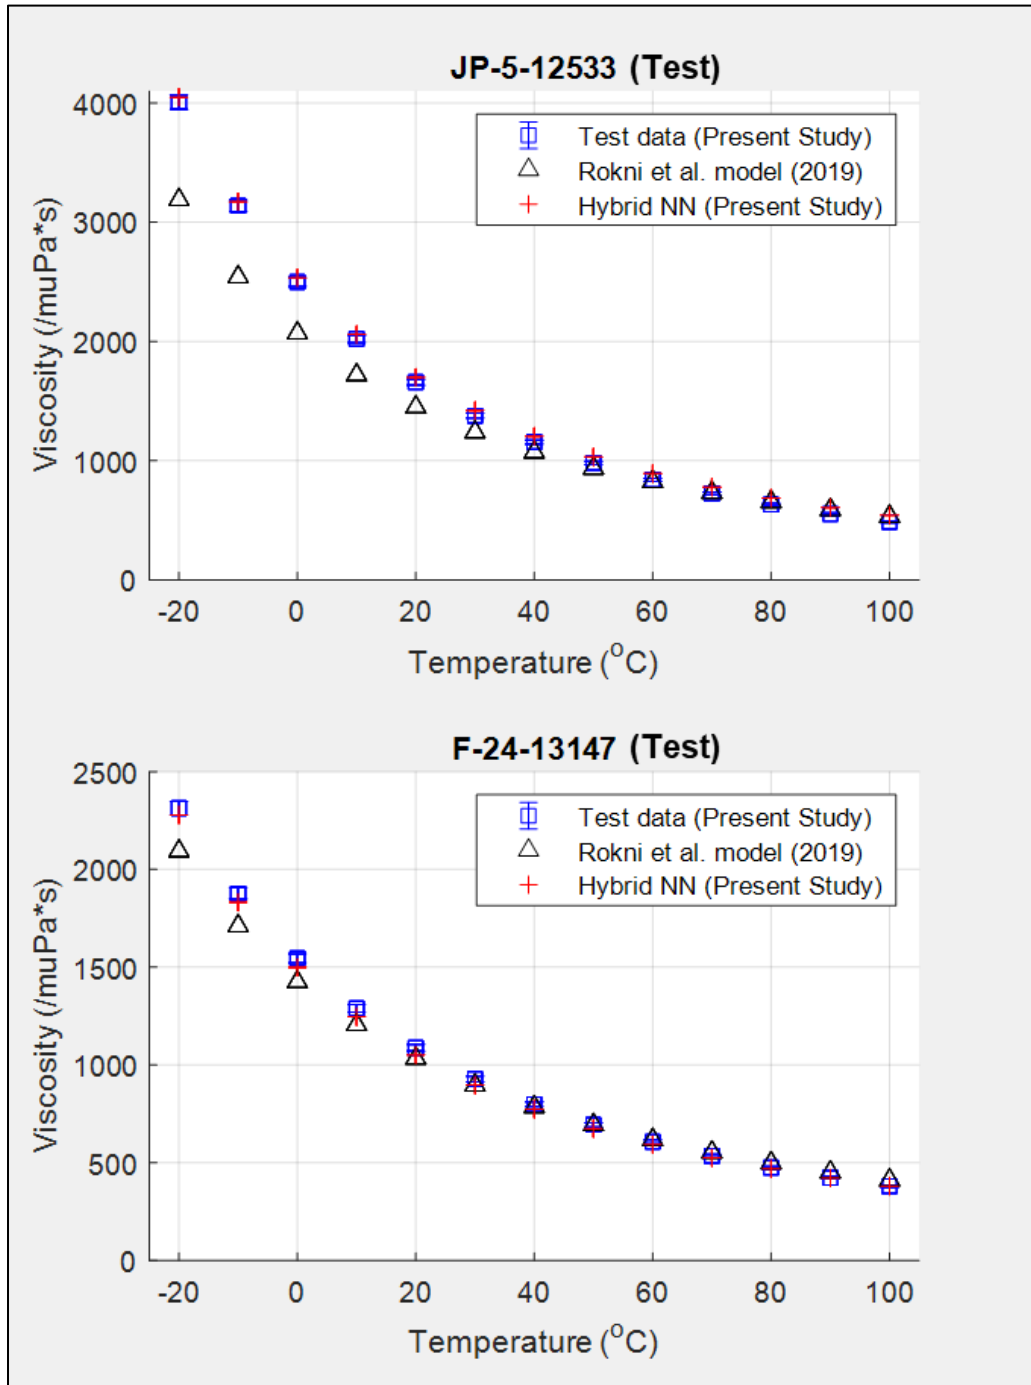 JP-5-12533 (Test)
Test data (Present Study)
Rokni et al. model (2019)
Hybrid NN (Present Study)
Viscosity (/muPa*s)
4000
3000
2000
1000
0
-20 0 20 40 60 80 100
Temperature (°C)
F-24-13147 (Test)
Test data (Present Study)
Rokni et al. model (2019)
Hybrid NN (Present Study)
Viscosity (/muPa*s)
2500
2000
1500
1000
500
0
-20 0 20 40 60 80 100
Temperature (°C)